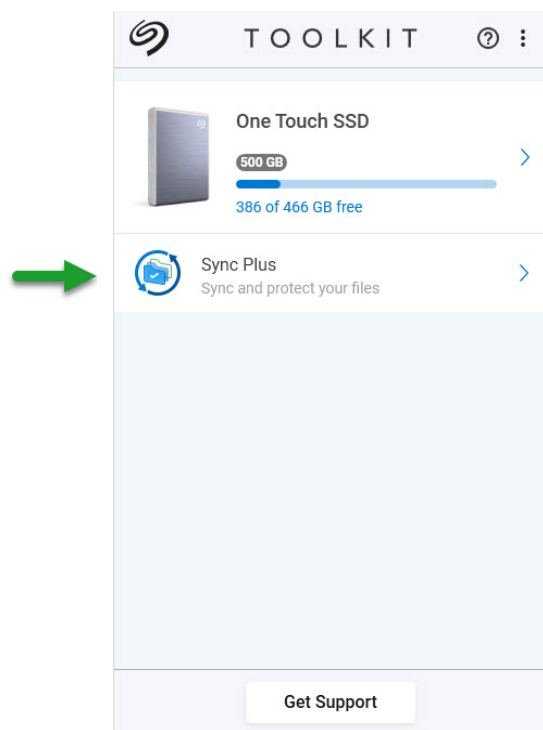 TOOLKIT
One Touch SSD
500 GB
386 of 466 GB free
Sync Plus
Sync and protect your files
Get Support